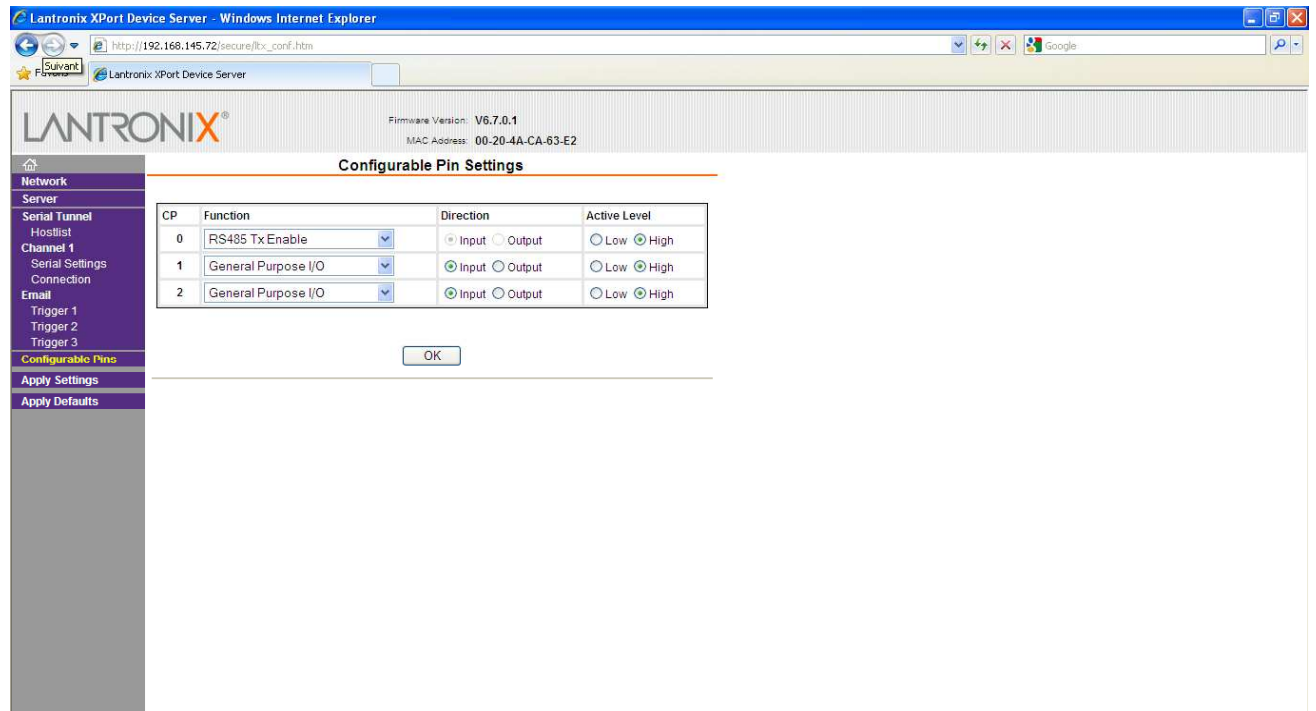 Lantronix XPort Device Server - Windows Internet Explorer
http://192.168.145.72/secure/ltx_conf.htm
Google
Suivant
Lantronix XPort Device Server
LANTRONIX®
Firmware Version: V6.7.0.1
MAC Address: 00-20-4A-CA-63-E2
Network
Server
Serial Tunnel
Hostlist
Channel 1
Serial Settings
Connection
Email
Trigger 1
Trigger 2
Trigger 3
Configurable Pins
Apply Settings
Apply Defaults
Configurable Pin Settings
CP Function Direction Active Level
0 RS485 Tx Enable Input Output Low High
1 General Purpose I/O Input Output Low High
2 General Purpose I/O Input Output Low High
OK